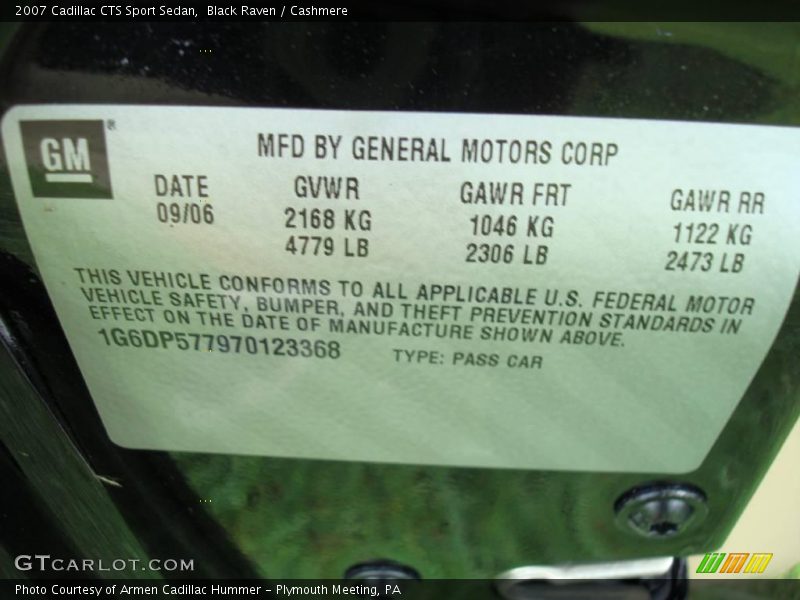 2007 Cadillac CTS Sport Sedan, Black Raven / Cashmere
GM®
MFD BY GENERAL MOTORS CORP
DATE GVWR GAWR FRT GAWR RR
09/06 2168 KG 1046 KG 1122 KG
4779 LB 2306 LB 2473 LB
THIS VEHICLE CONFORMS TO ALL APPLICABLE U.S. FEDERAL MOTOR
VEHICLE SAFETY, BUMPER, AND THEFT PREVENTION STANDARDS IN
EFFECT ON THE DATE OF MANUFACTURE SHOWN ABOVE.
1G6DP577970123368 TYPE: PASS CAR
GTCARLOT.COM
Photo Courtesy of Armen Cadillac Hummer - Plymouth Meeting, PA